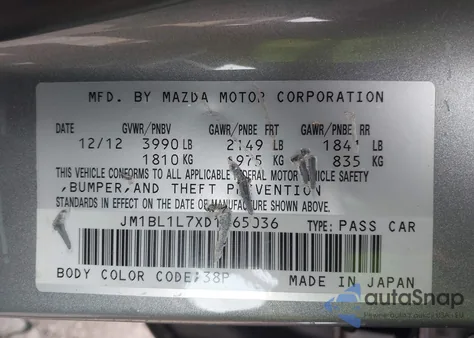 MFD. BY MAZDA MOTOR CORPORATION
DATE GVWR/PNBV GAWR/PNBE FRT GAWR/PNBE RR
12/12 3990 LB 2149 LB 1841 LB
1810 KG 975 KG 835 KG
THIS VEHICLE CONFORMS TO ALL APPLICABLE FEDERAL MOTOR VEHICLE SAFETY
,BUMPER, AND THEFT PREVENTION
STANDARDS IN EFFECT ON THE DATE OF MANUFACTURE SHOWN ABOVE.
TYPE: PASS CAR
BODY COLOR CODE: 38P MADE IN JAPAN
autoSnap